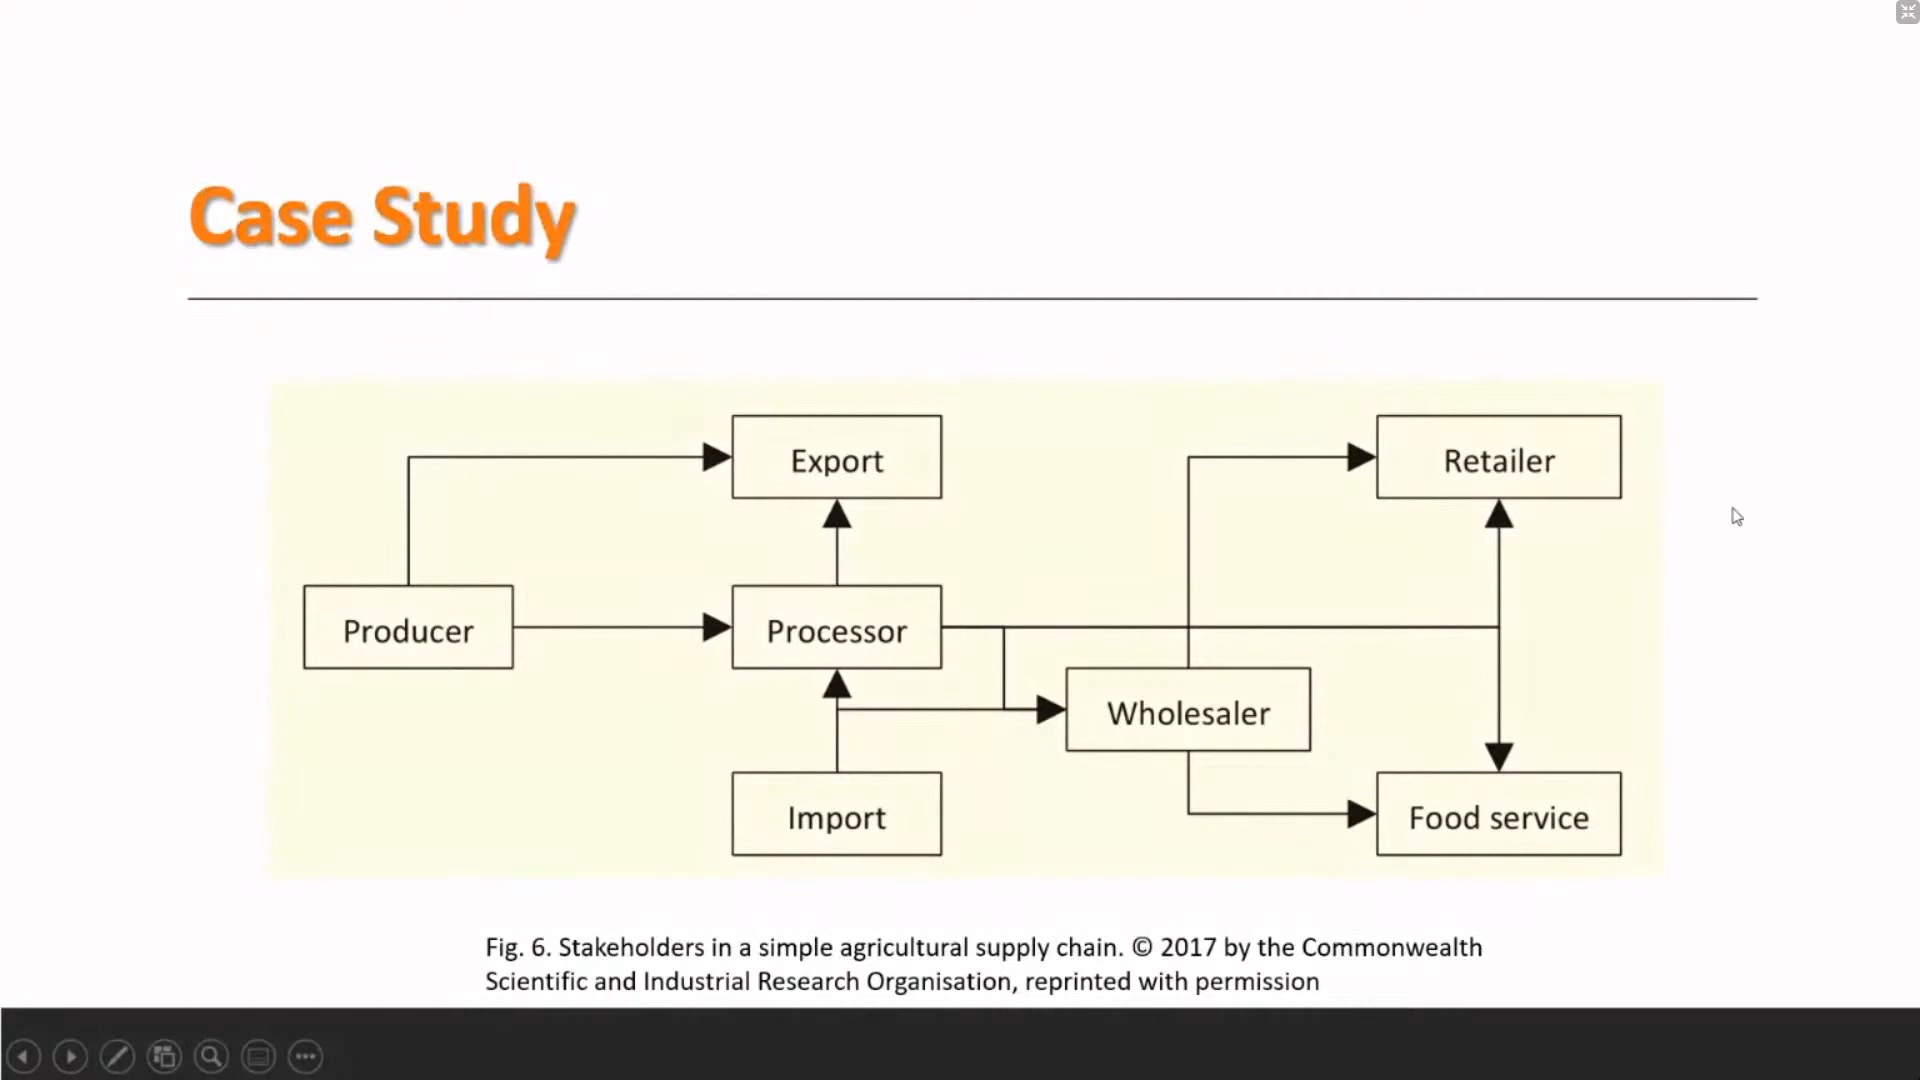 Case Study
Export
Retailer
Producer
Processor
Wholesaler
Import
Food service
Fig. 6. Stakeholders in a simple agricultural supply chain. © 2017 by the Commonwealth
Scientific and Industrial Research Organisation, reprinted with permission